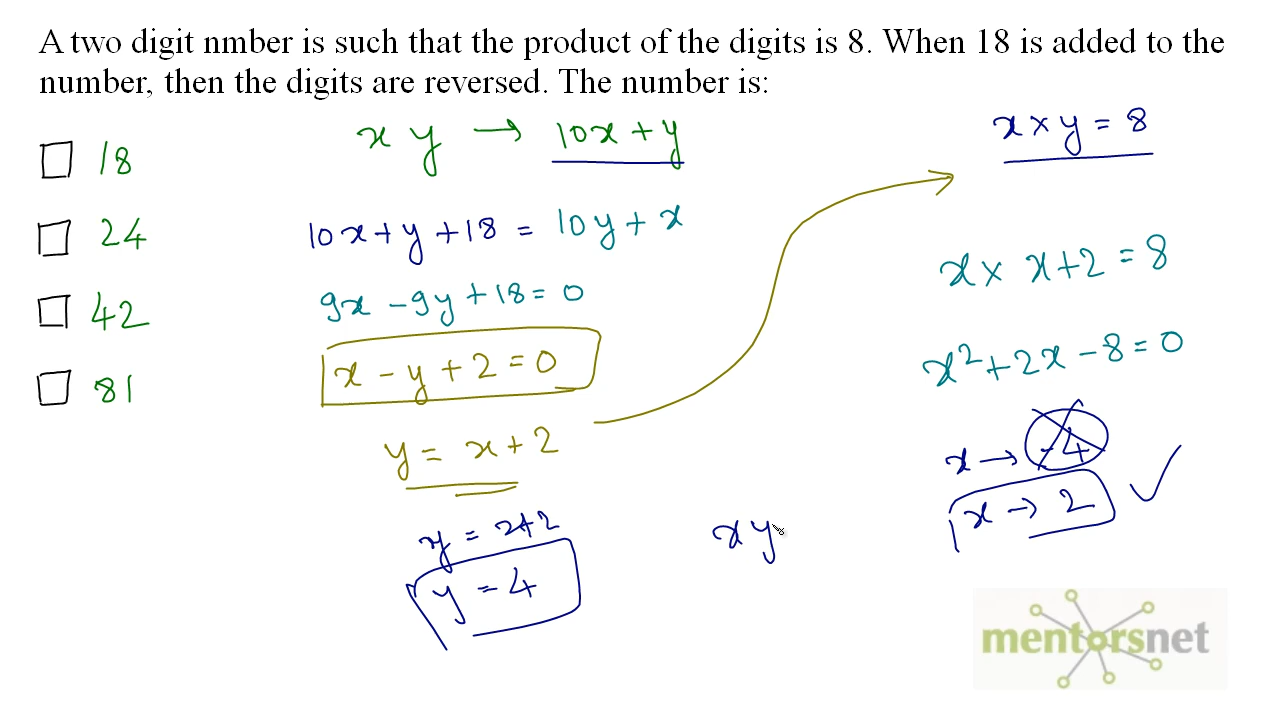 A two digit nmber is such that the product of the digits is 8. When 18 is added to the
number, then the digits are reversed. The number is:
18
24
42
81
x y → 10x + y
10x + y + 18 = 10y + x
9x - 9y + 18 = 0
x - y + 2 = 0
y = x + 2
y = 2+2
y = 4
x y
x × y = 8
x × x+2 = 8
x² + 2x - 8 = 0
x → -4
x → 2
mentorsnet